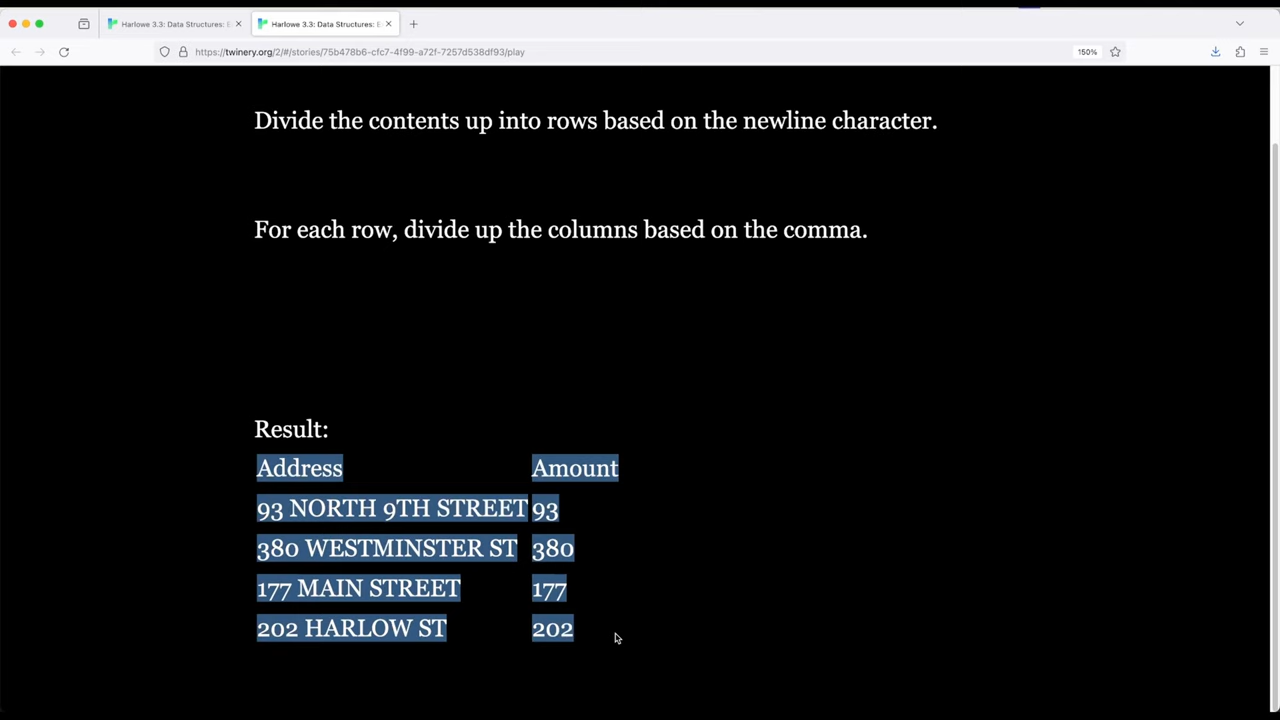 Harlowe 3.3: Data Structures: E
Harlowe 3.3: Data Structures: E
https://twinery.org/2/#/stories/75b478b6-cfc7-4f99-a72f-7257d538df93/play
150%
Divide the contents up into rows based on the newline character.
For each row, divide up the columns based on the comma.
Result:
Address Amount
93 NORTH 9TH STREET 93
380 WESTMINSTER ST 380
177 MAIN STREET 177
202 HARLOW ST 202